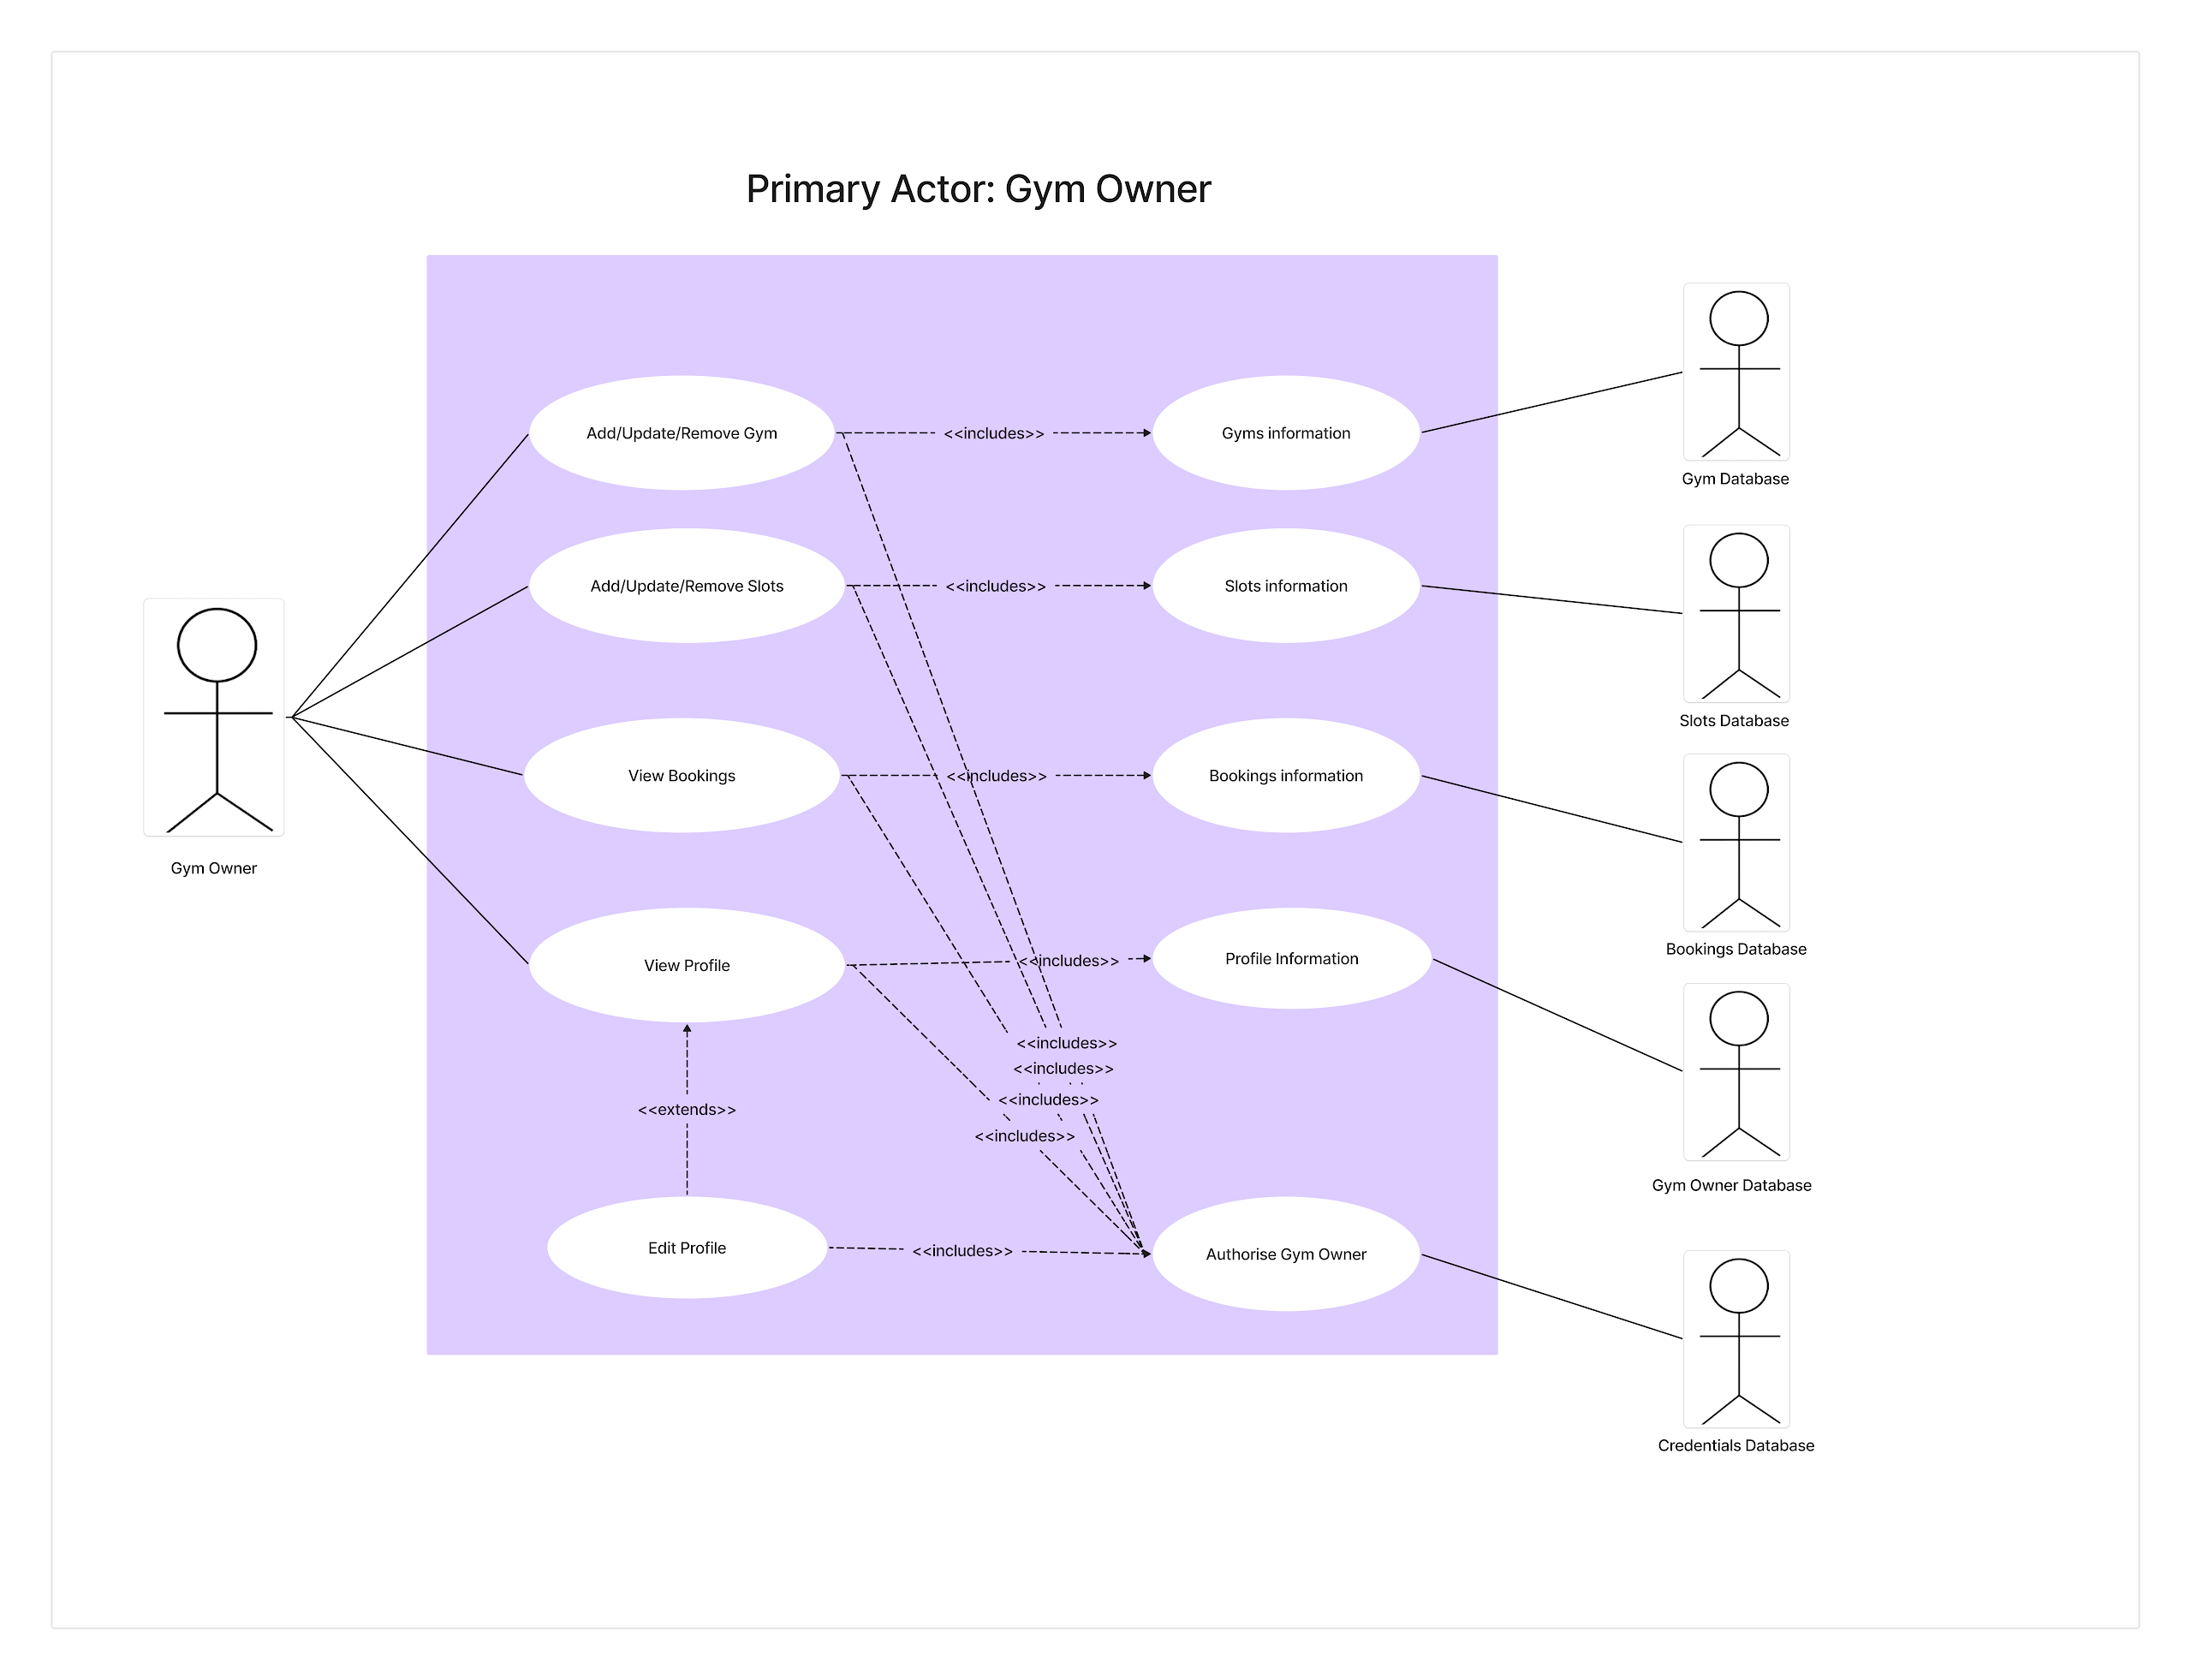 Primary Actor: Gym Owner
Add/Update/Remove Gym
<<includes>>
Gyms information
Gym Database
Add/Update/Remove Slots
<<includes>>
Slots information
Slots Database
View Bookings
<<includes>>
Bookings information
Gym Owner
Bookings Database
View Profile
<<includes>>
Profile Information
<<includes>>
<<includes>>
<<includes>>
<<extends>>
<<includes>>
Gym Owner Database
Edit Profile
<<includes>>
Authorise Gym Owner
Credentials Database